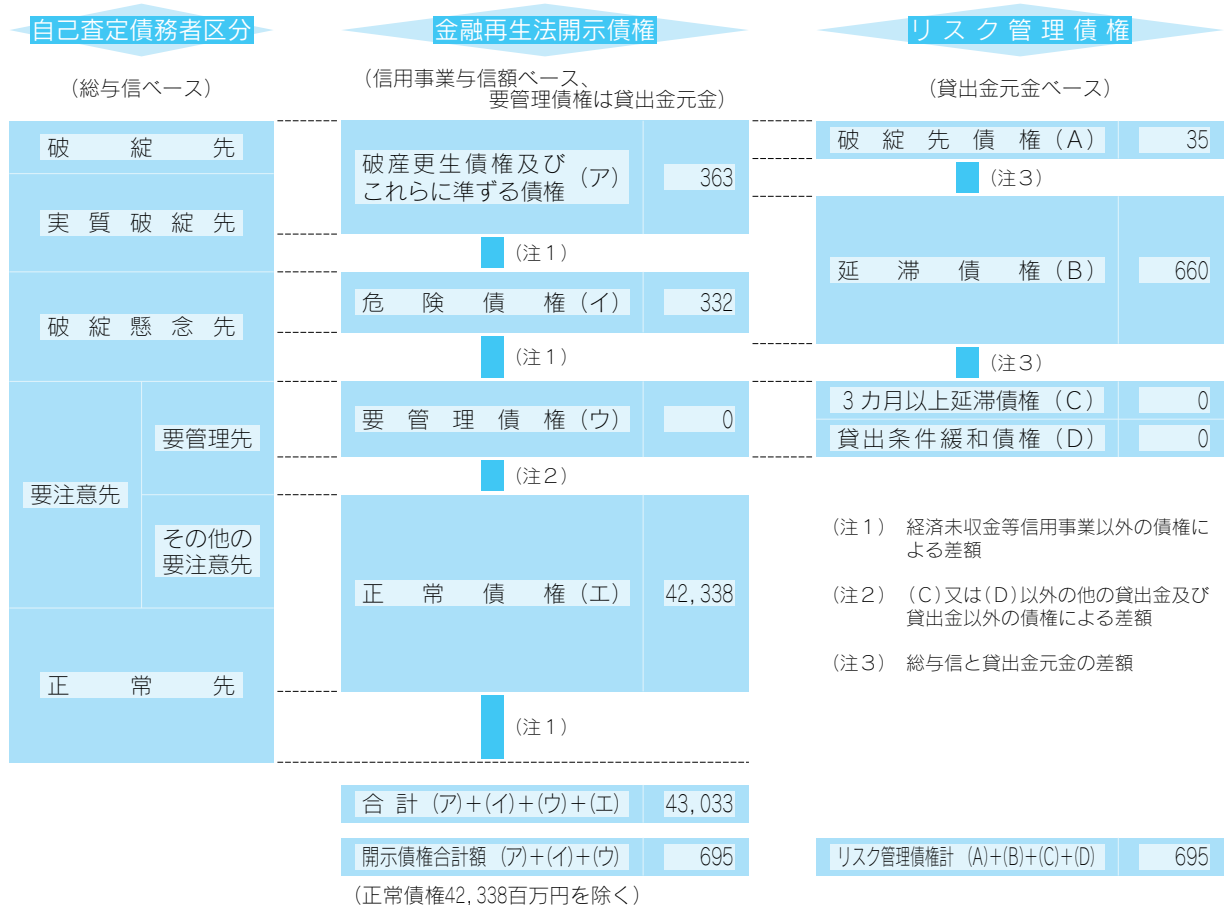 自己査定債務者区分
金融再生法開示債権
リスク管理債権
(総与信ベース)
(信用事業与信額ベース、
要管理債権は貸出金元金)
(貸出金元金ベース)
破綻先
実質破綻先
破綻懸念先
要注意先
要管理先
その他の
要注意先
正常先
破産更生債権及び
これらに準ずる債権 (ア) 363
(注1)
危険債権(イ) 332
(注1)
要管理債権(ウ) 0
(注2)
正常債権(エ) 42,338
(注1)
合計 (ア)+(イ)+(ウ)+(エ) 43,033
開示債権合計額 (ア)+(イ)+(ウ) 695
(正常債権42,338百万円を除く)
破綻先債権(A) 35
(注3)
延滞債権(B) 660
(注3)
3カ月以上延滞債権(C) 0
貸出条件緩和債権(D) 0
(注1) 経済未収金等信用事業以外の債権に
よる差額
(注2) (C)又は(D)以外の他の貸出金及び
貸出金以外の債権による差額
(注3) 総与信と貸出金元金の差額
リスク管理債権計 (A)+(B)+(C)+(D) 695